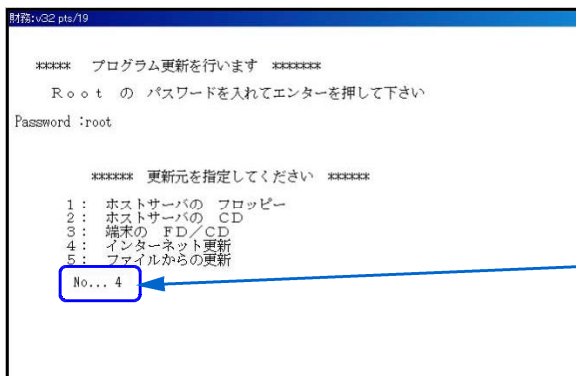 財務:v32 pts/19
***** プログラム更新を行います *******
Ｒｏｏｔ の パスワードを入れてエンターを押して下さい
Password :root
****** 更新元を指定してください ******
１： ホストサーバの フロッピー
２： ホストサーバの ＣＤ
３： 端末の ＦＤ／ＣＤ
４： インターネット更新
５： ファイルからの更新
No... 4